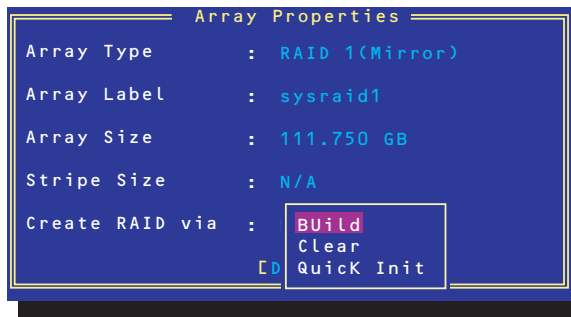 Array Properties
Array Type : RAID 1(Mirror)
Array Label : sysraid1
Array Size : 111.750 GB
Stripe Size : N/A
Create RAID via : BUild
Clear
[D QuicK Init